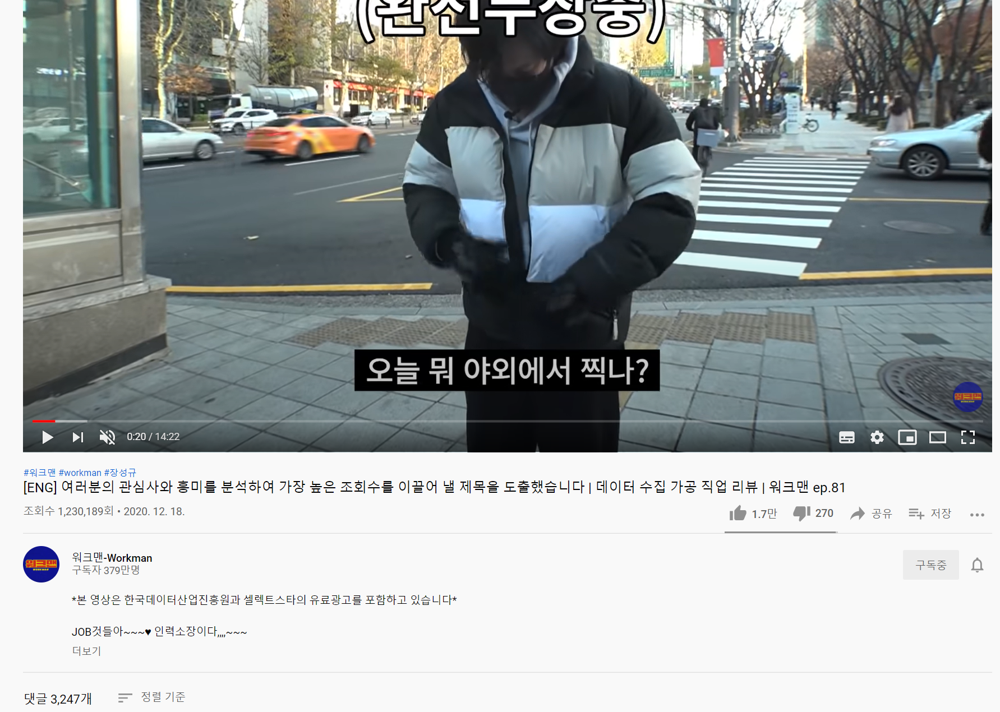 (완전무장중)
오늘 뭐 야외에서 찍나?
워크맨
0:20 / 14:22
#워크맨 #workman #장성규
[ENG] 여러분의 관심사와 흥미를 분석하여 가장 높은 조회수를 이끌어 낼 제목을 도출했습니다 | 데이터 수집 가공 직업 리뷰 | 워크맨 ep.81
조회수 1,230,189회 • 2020. 12. 18.
1.7만 270 공유 저장
워크맨
WORKMAN
워크맨-Workman
구독자 379만명
구독중
*본 영상은 한국데이터산업진흥원과 셀렉트스타의 유료광고를 포함하고 있습니다*
JOB것들아~~~♥ 인력소장이다,,,,~~~
더보기
댓글 3,247개 정렬 기준